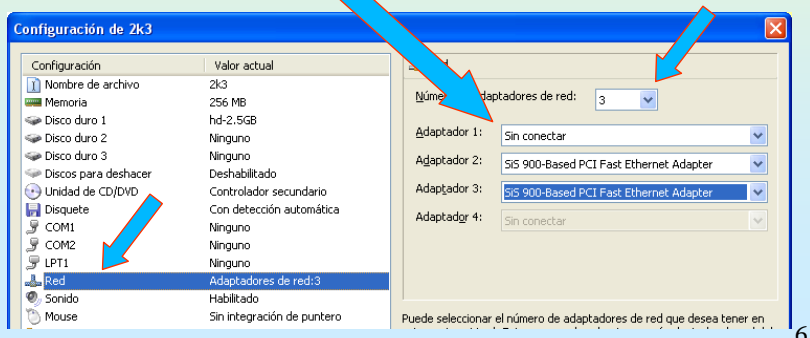 Configuración de 2k3
Configuración Valor actual
Nombre de archivo 2k3
Memoria 256 MB
Disco duro 1 hd-2.5GB
Disco duro 2 Ninguno
Disco duro 3 Ninguno
Discos para deshacer Deshabilitado
Unidad de CD/DVD Controlador secundario
Disquete Con detección automática
COM1 Ninguno
COM2 Ninguno
LPT1 Ninguno
Red Adaptadores de red:3
Sonido Habilitado
Mouse Sin integración de puntero
adaptadores de red: 3
Adaptador 1: Sin conectar
Adaptador 2: SiS 900-Based PCI Fast Ethernet Adapter
Adaptador 3: SiS 900-Based PCI Fast Ethernet Adapter
Adaptador 4: Sin conectar
Puede seleccionar el número de adaptadores de red que desea tener en
6